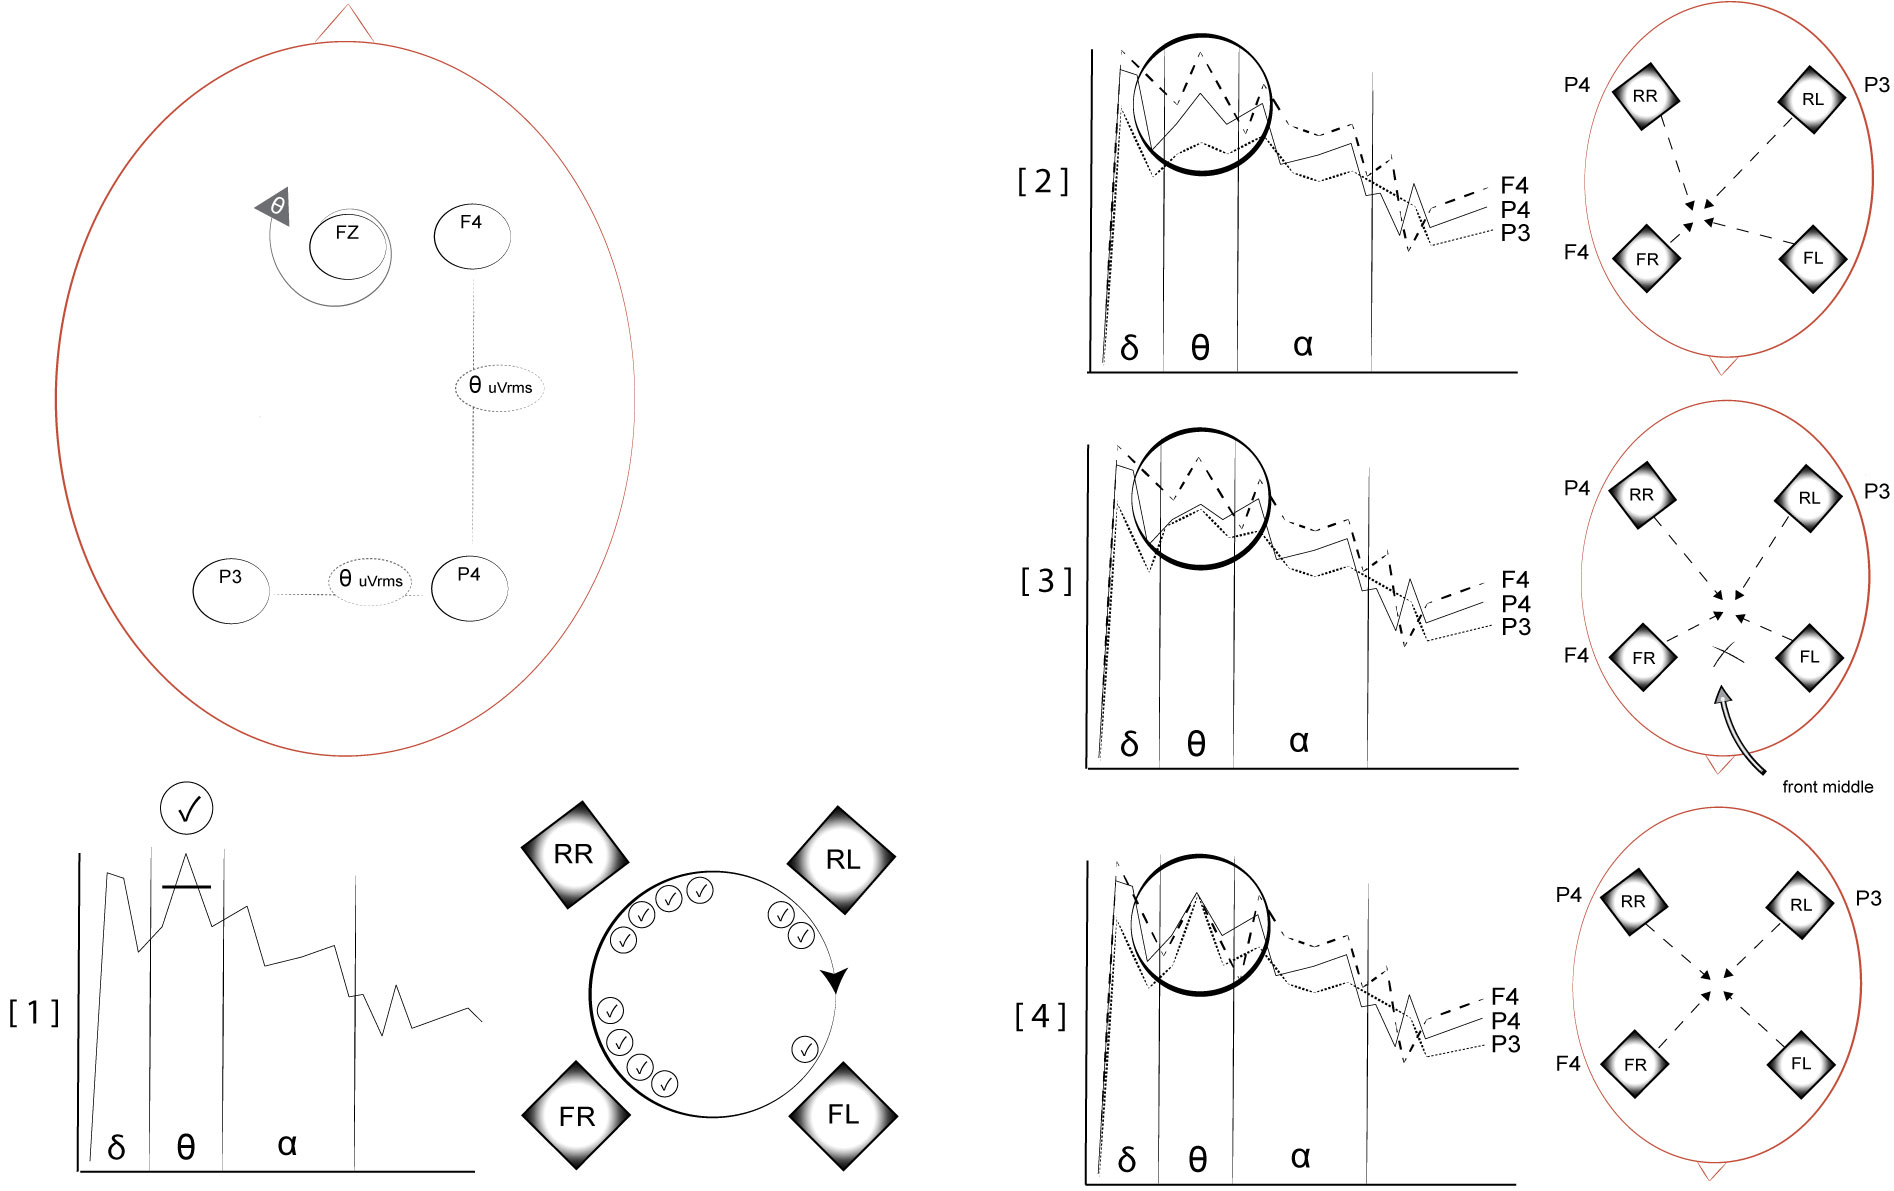 θ
FZ
F4
θ uVrms
P3
θ uVrms
P4
[1]
δ
θ
α
RR
RL
FR
FL
[2]
δ
θ
α
F4
P4
P3
P4
RR
RL
P3
F4
FR
FL
[3]
δ
θ
α
F4
P4
P3
P4
RR
RL
P3
F4
FR
FL
front middle
[4]
δ
θ
α
F4
P4
P3
P4
RR
RL
P3
F4
FR
FL